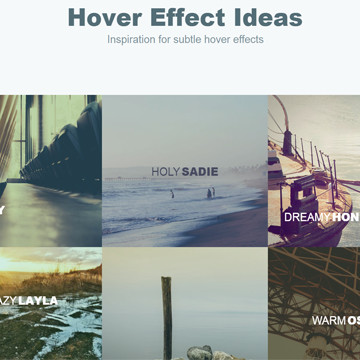 Hover Effect Ideas
Inspiration for subtle hover effects
HOLY SADIE
Y
DREAMY HON
AZY LAYLA
WARM OS